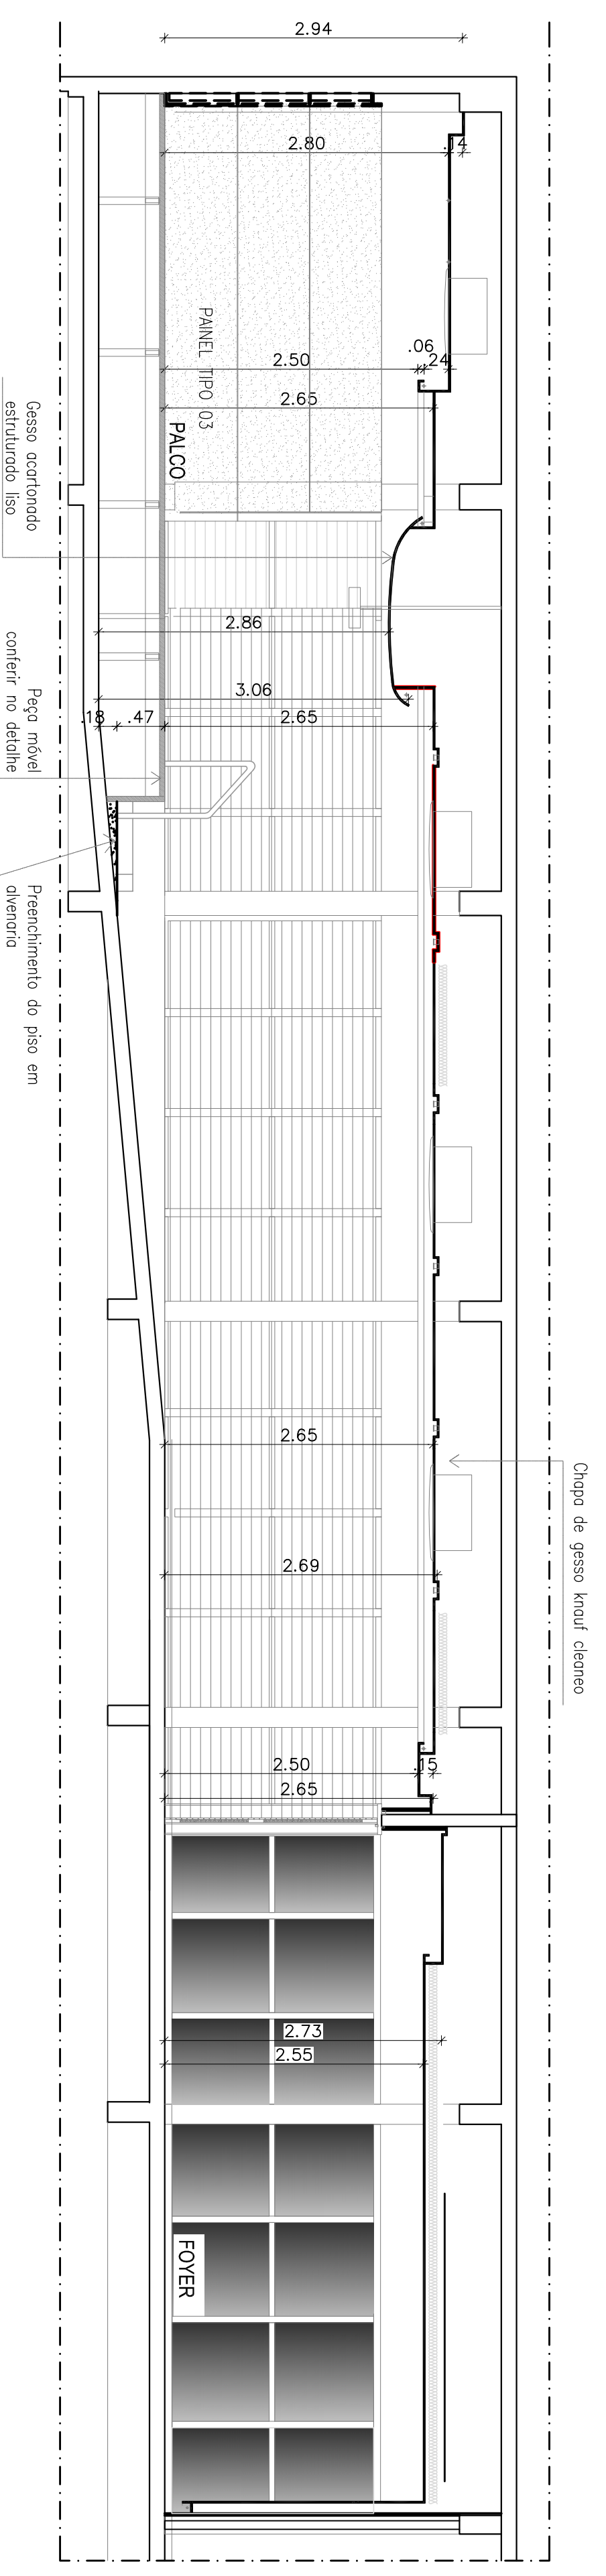 2.94
2.80
.14
PAINEL TIPO 03
PALCO
2.50
.06
.24
2.65
Gesso acartonado
estruturado liso
2.86
3.06
.18
.47
2.65
Peça móvel
conferir no detalhe
Preenchimento do piso em
alvenaria
2.65
Chapa de gesso knauf cleaneo
2.69
2.50
.15
2.65
2.73
2.55
FOYER